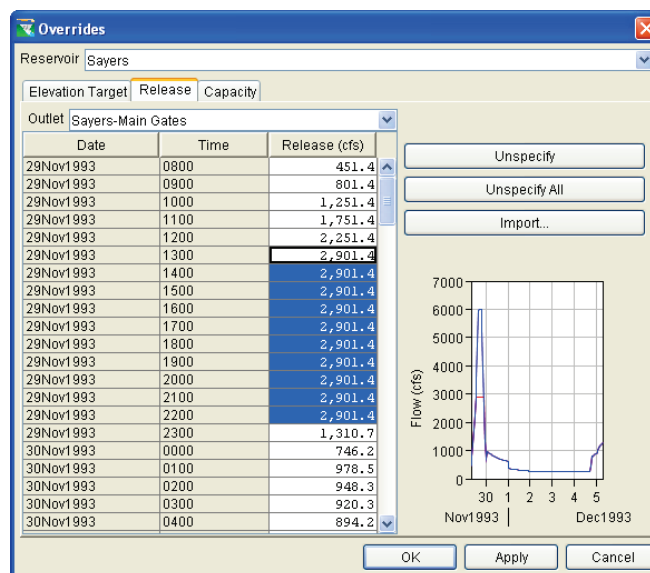 Overrides
Reservoir Sayers
Elevation Target Release Capacity
Outlet Sayers-Main Gates
Date Time Release (cfs)
29Nov1993 0800 451.4
29Nov1993 0900 801.4
29Nov1993 1000 1,251.4
29Nov1993 1100 1,751.4
29Nov1993 1200 2,251.4
29Nov1993 1300 2,901.4
29Nov1993 1400 2,901.4
29Nov1993 1500 2,901.4
29Nov1993 1600 2,901.4
29Nov1993 1700 2,901.4
29Nov1993 1800 2,901.4
29Nov1993 1900 2,901.4
29Nov1993 2000 2,901.4
29Nov1993 2100 2,901.4
29Nov1993 2200 2,901.4
29Nov1993 2300 1,310.7
30Nov1993 0000 746.2
30Nov1993 0100 978.5
30Nov1993 0200 948.3
30Nov1993 0300 920.3
30Nov1993 0400 894.2
Unspecify
Unspecify All
Import...
Flow (cfs)
7000
6000
5000
4000
3000
2000
1000
0
30 1 2 3 4 5
Nov1993 Dec1993
OK Apply Cancel